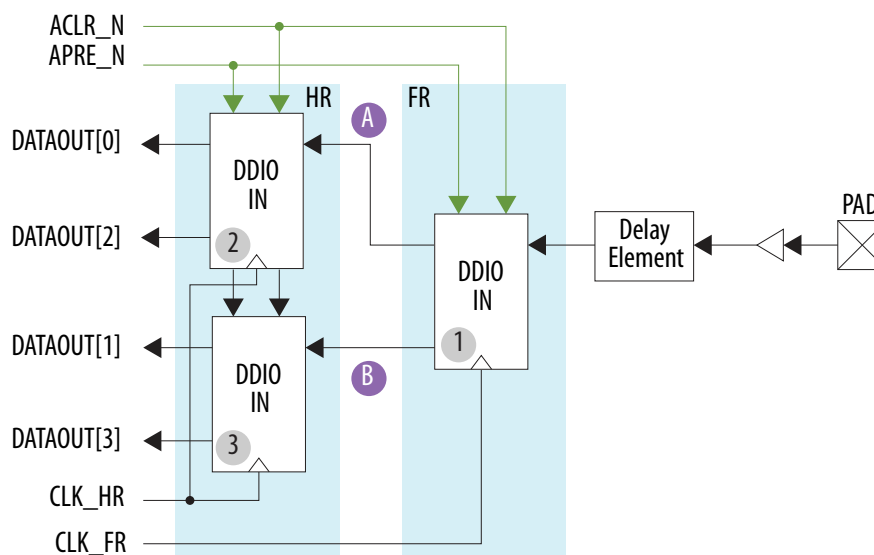 ACLR_N
APRE_N
HR
FR
A
DATAOUT[0]
DDIO
IN
DATAOUT[2]
2
PAD
Delay
Element
DDIO
IN
1
DATAOUT[1]
DDIO
IN
B
DATAOUT[3]
3
CLK_HR
CLK_FR